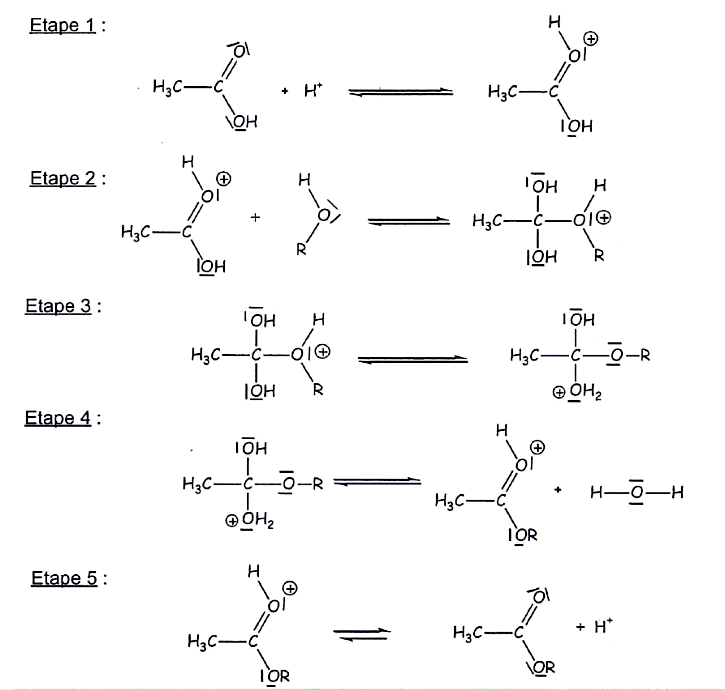 Etape 1 :
H
O
O ⊕
H₃C C + H⁺ H₃C C
OH
OH
Etape 2 :
H
O ⊕
H₃C C
OH
+
H
O
R
OH H
H₃C C O ⊕
OH R
Etape 3 :
OH H
H₃C C O ⊕
OH R
OH
H₃C C O R
⊕ OH₂
Etape 4 :
OH
H₃C C O R
⊕ OH₂
H
O ⊕
H₃C C
OR
+ H O H
Etape 5 :
H
O ⊕
H₃C C
OR
O
H₃C C + H⁺
OR